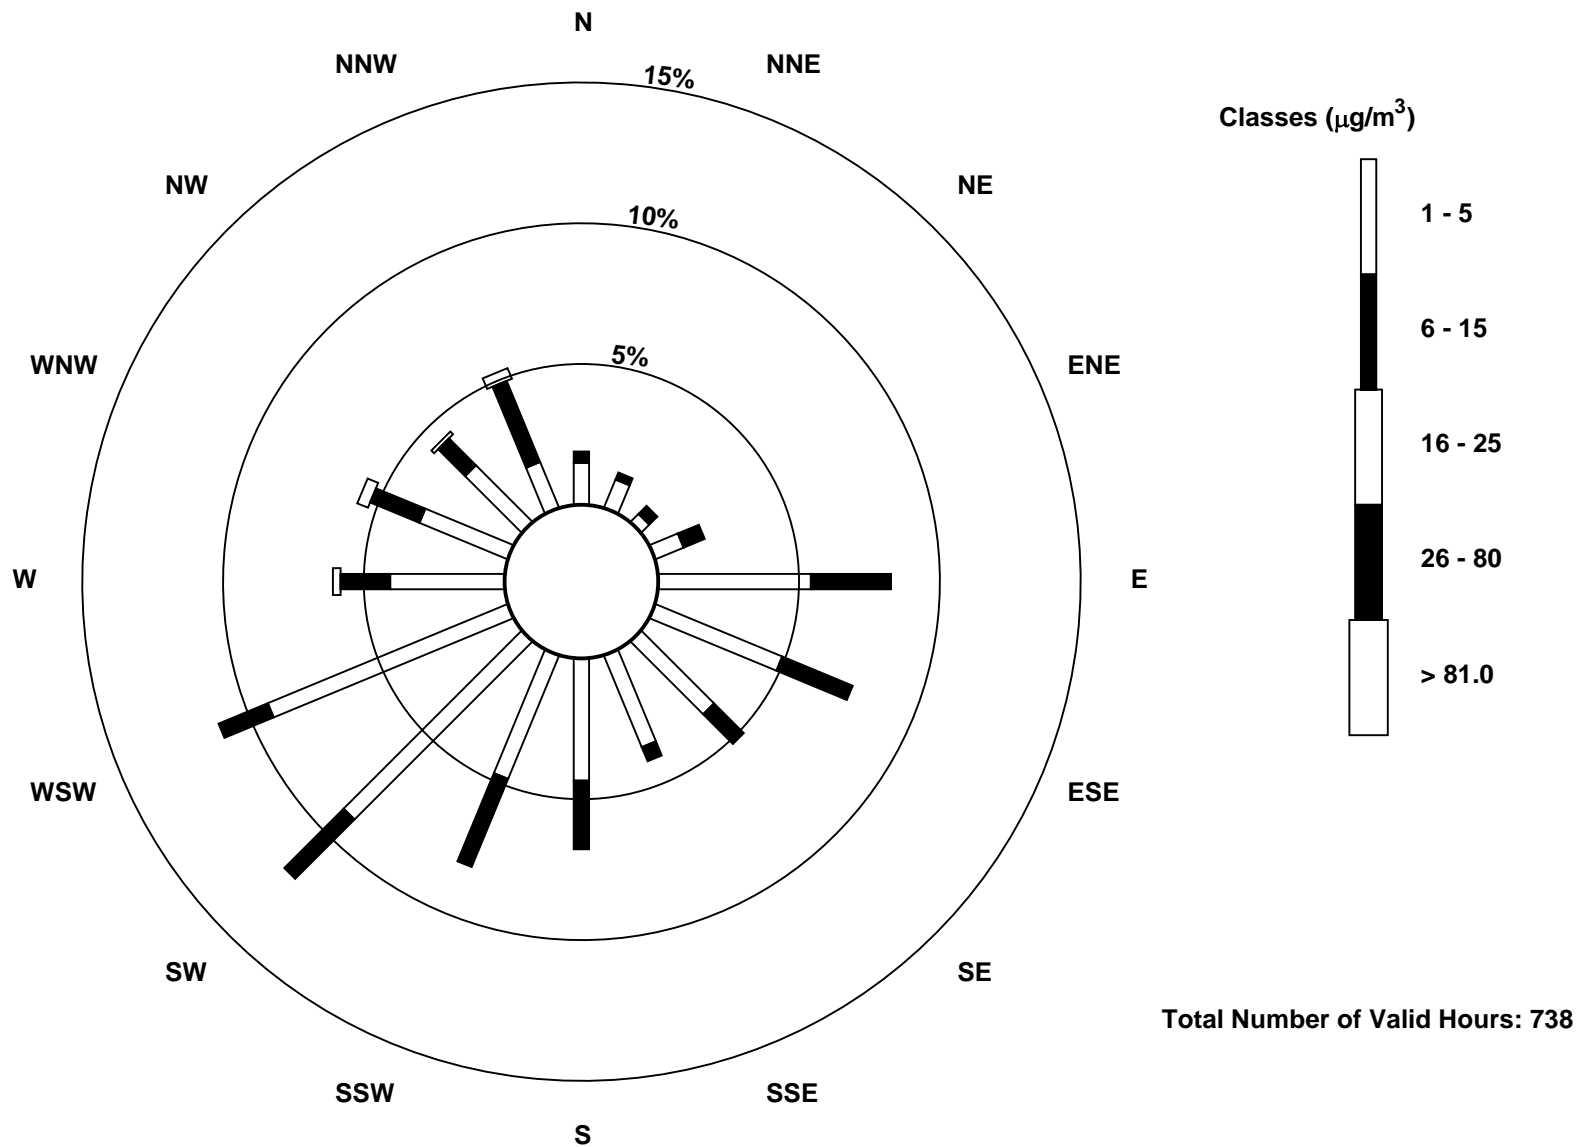 N
NNW
NNE
15%
Classes (μg/m3)
NW
NE
1 - 5
10%
6 - 15
5%
WNW
ENE
16 - 25
26 - 80
W
E
> 81.0
WSW
ESE
SW
SE
Total Number of Valid Hours: 738
SSW
SSE
S